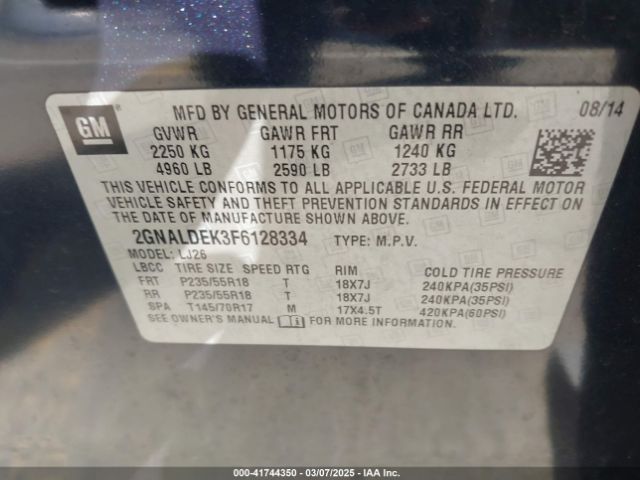 GM
MFD BY GENERAL MOTORS OF CANADA LTD. 08/14
GVWR GAWR FRT GAWR RR
2250 KG 1175 KG 1240 KG
4960 LB 2590 LB 2733 LB
THIS VEHICLE CONFORMS TO ALL APPLICABLE U.S. FEDERAL MOTOR
VEHICLE SAFETY AND THEFT PREVENTION STANDARDS IN EFFECT ON
THE DATE OF MANUFACTURE SHOWN ABOVE.
2GNALDEK3F6128334 TYPE: M.P.V.
MODEL: LJ26
LBCC TIRE SIZE SPEED RTG RIM COLD TIRE PRESSURE
FRT P235/55R18 T 18X7J 240KPA(35PSI)
RR P235/55R18 T 18X7J 240KPA(35PSI)
SPA T145/70R17 M 17X4.5T 420KPA(60PSI)
SEE OWNER'S MANUAL FOR MORE INFORMATION.
000-41744350 | 03/07/2025 - IAA Inc.